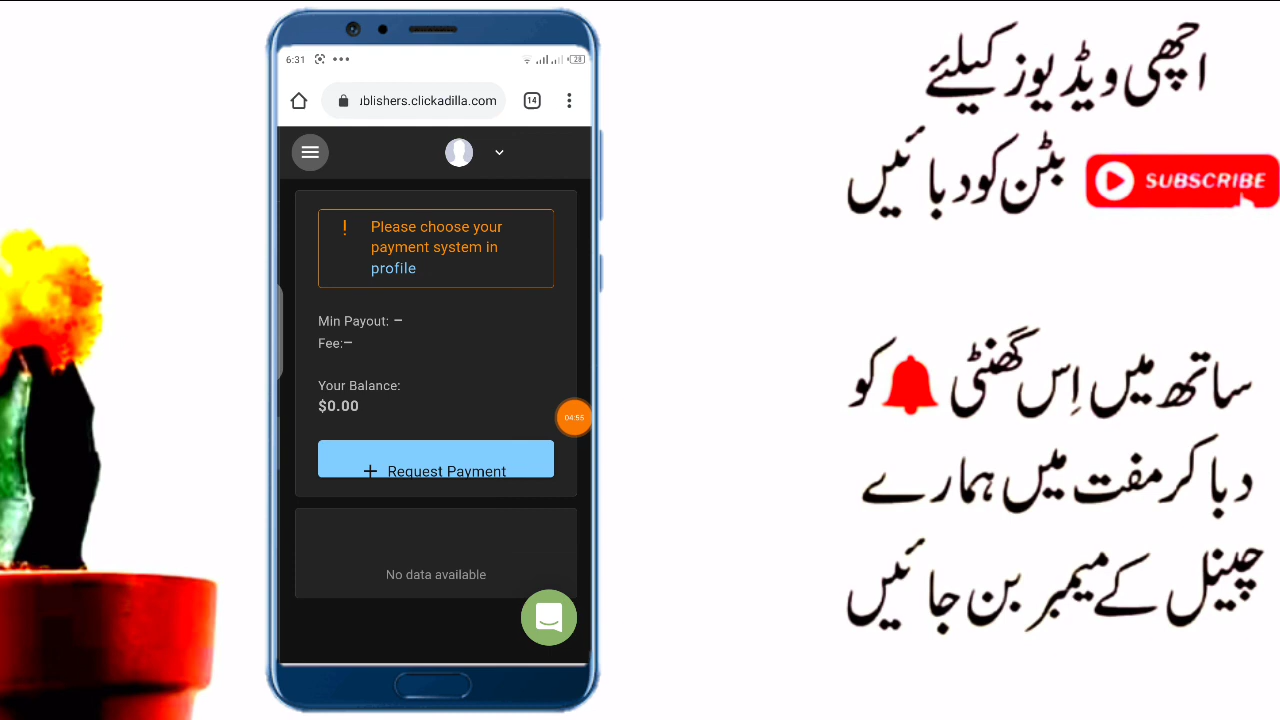 6:31
28
ublishers.clickadilla.com
14
Please choose your
payment system in
profile
Min Payout: –
Fee:–
Your Balance:
$0.00
04:55
+ Request Payment
No data available
اچھی ویڈیوز کیلئے
بٹن کو دبائیں SUBSCRIBE
ساتھ میں اِس گھنٹی کو
دبا کر مفت میں ہمارے
چینل کے میمبر بن جائیں